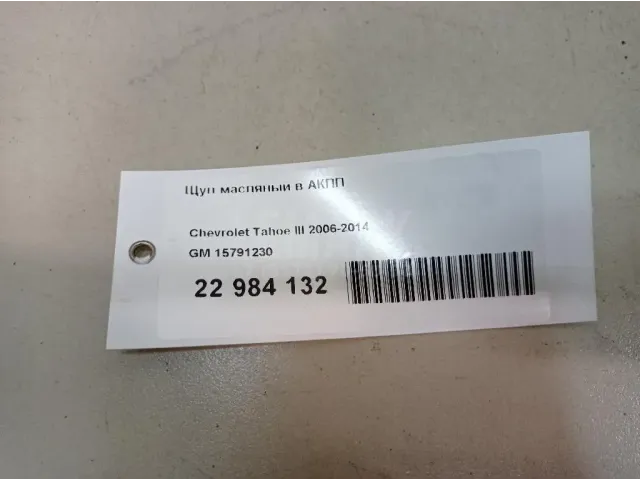 Щуп масляный в АКПП
Chevrolet Tahoe III 2006-2014
GM 15791230
22 984 132